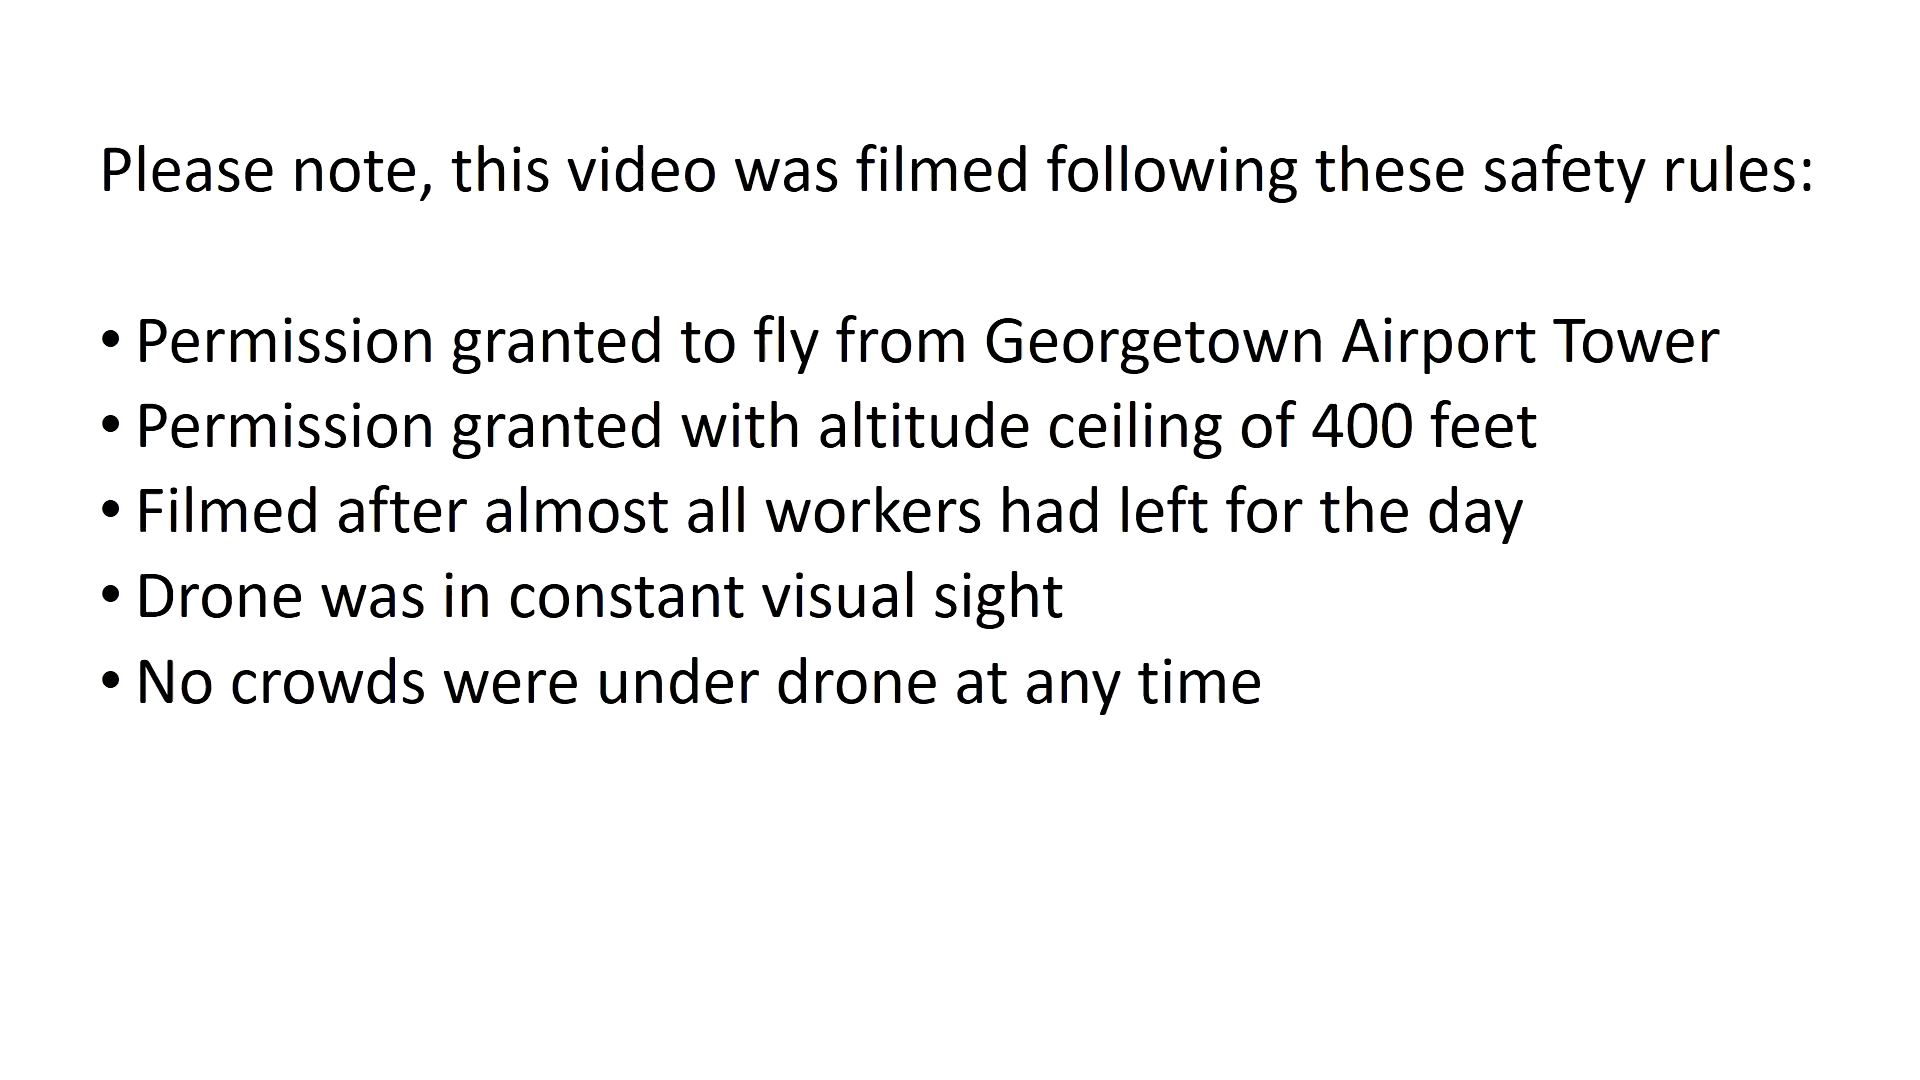 Please note, this video was filmed following these safety rules:
• Permission granted to fly from Georgetown Airport Tower
• Permission granted with altitude ceiling of 400 feet
• Filmed after almost all workers had left for the day
• Drone was in constant visual sight
• No crowds were under drone at any time